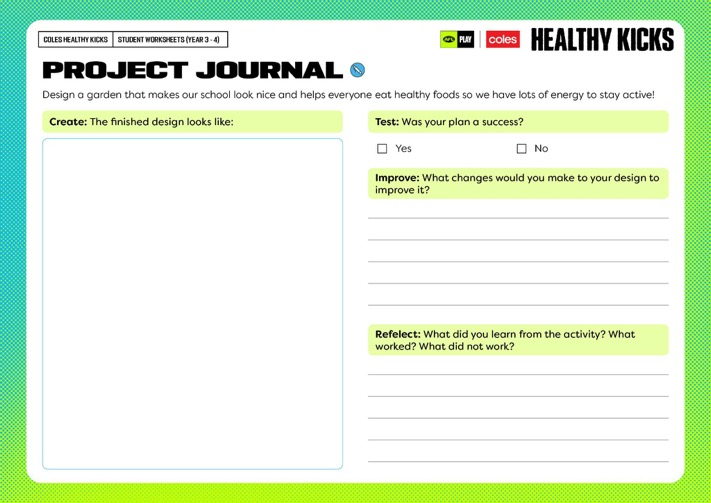 COLES HEALTHY KICKS STUDENT WORKSHEETS (YEAR 3 - 4)
AFL PLAY coles HEALTHY KICKS
PROJECT JOURNAL
Design a garden that makes our school look nice and helps everyone eat healthy foods so we have lots of energy to stay active!
Create: The finished design looks like:
Test: Was your plan a success?
Yes No
Improve: What changes would you make to your design to
improve it?
Refelect: What did you learn from the activity? What
worked? What did not work?